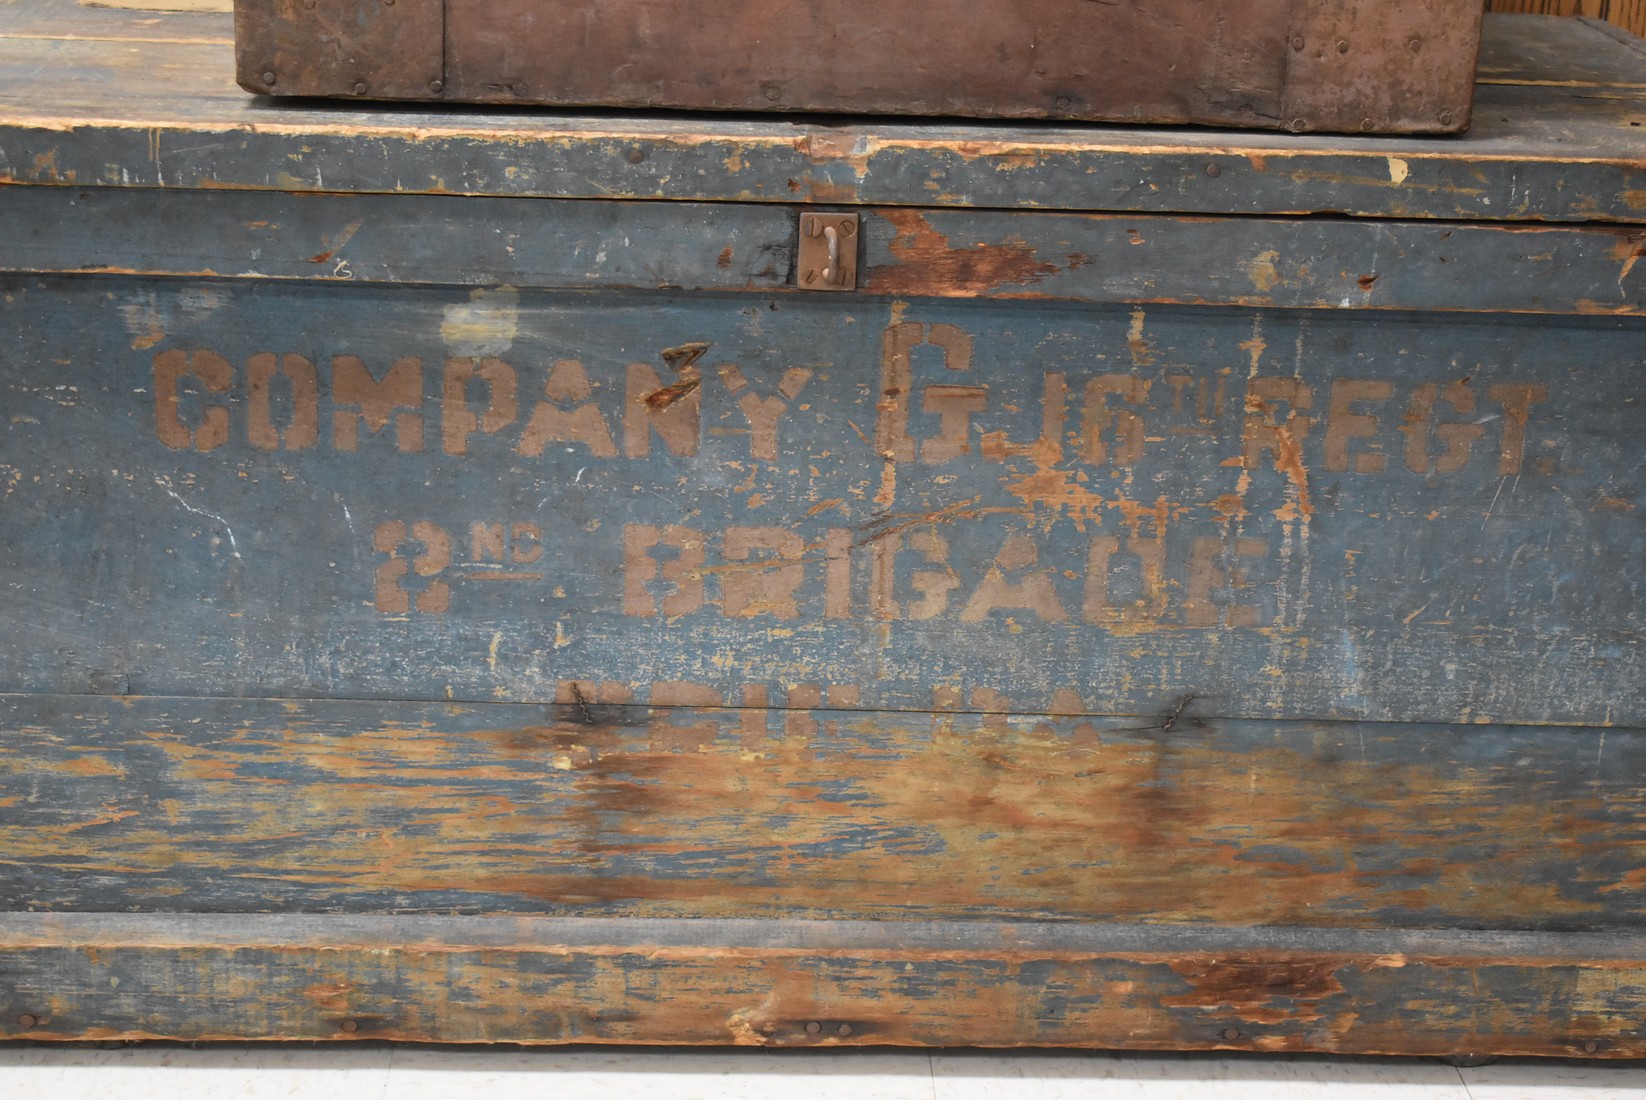 COMPANY G 16TH REGT.
2ND BRIGADE